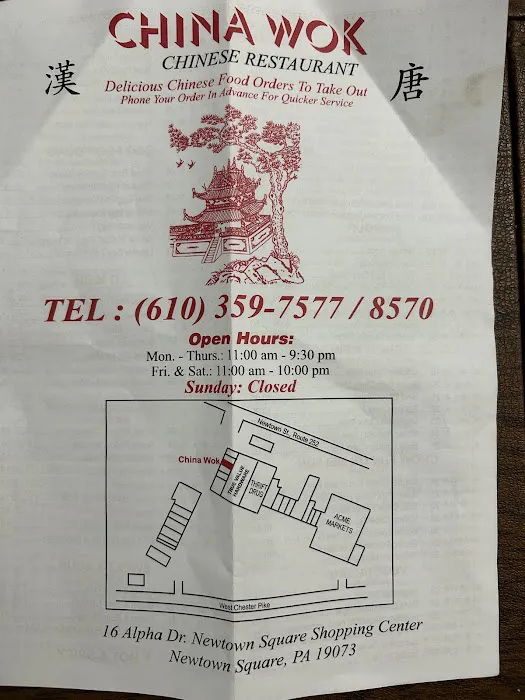 CHINA WOK
CHINESE RESTAURANT
漢 唐
Delicious Chinese Food Orders To Take Out
Phone Your Order In Advance For Quicker Service
TEL : (610) 359-7577 / 8570
Open Hours:
Mon. - Thurs.: 11:00 am - 9:30 pm
Fri. & Sat.: 11:00 am - 10:00 pm
Sunday: Closed
Newtown St. Route 252
China Wok
TRUE VALUE
HARDWARE
THRIFT
DRUG
ACME
MARKETS
West Chester Pike
16 Alpha Dr. Newtown Square Shopping Center
Newtown Square, PA 19073